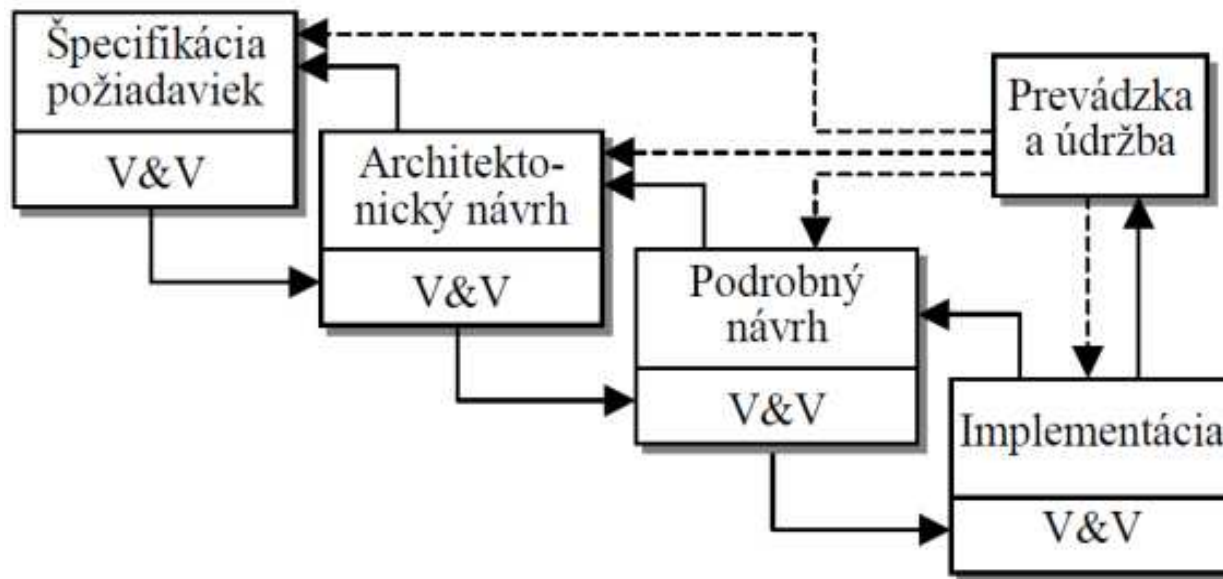 Špecifikácia
požiadaviek
V&V
Architekto-
nický návrh
V&V
Podrobný
návrh
V&V
Implementácia
V&V
Prevádzka
a údržba